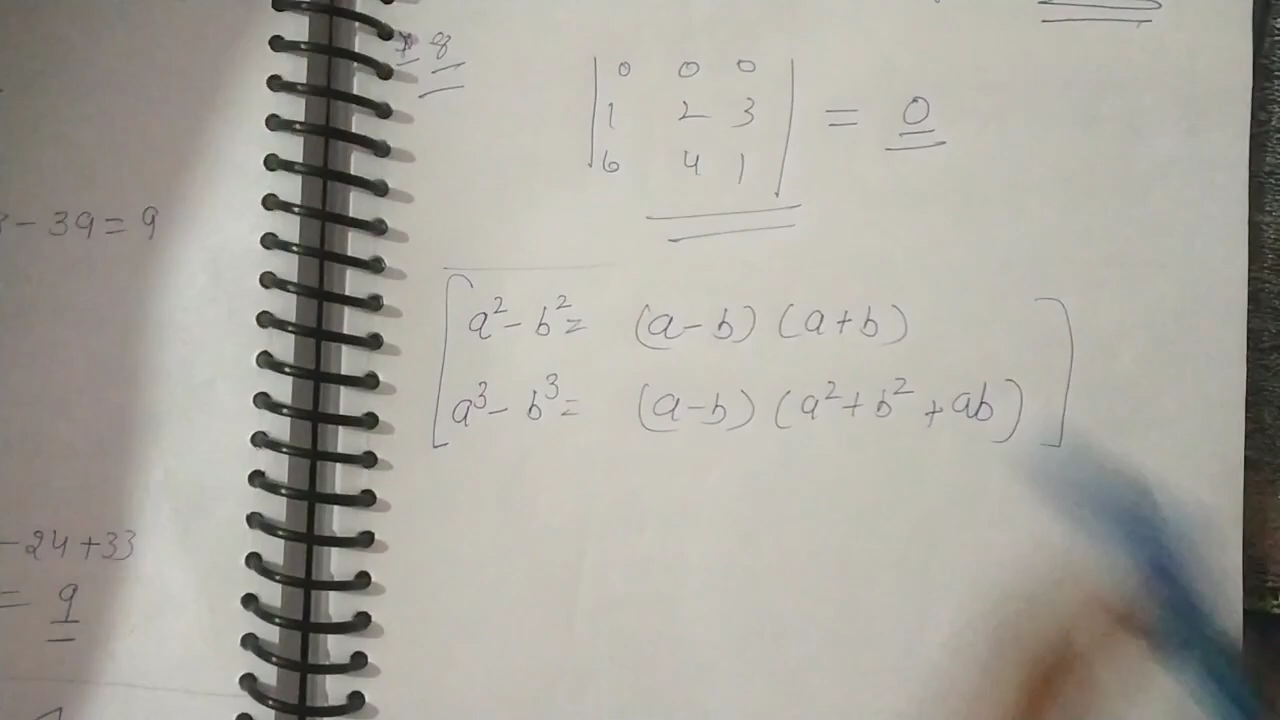 8
0 0 0
1 2 3 = 0
6 4 1
a²-b²= (a-b) (a+b)
a³-b³= (a-b) (a²+b²+ab)
-39=9
-24+33
= 9